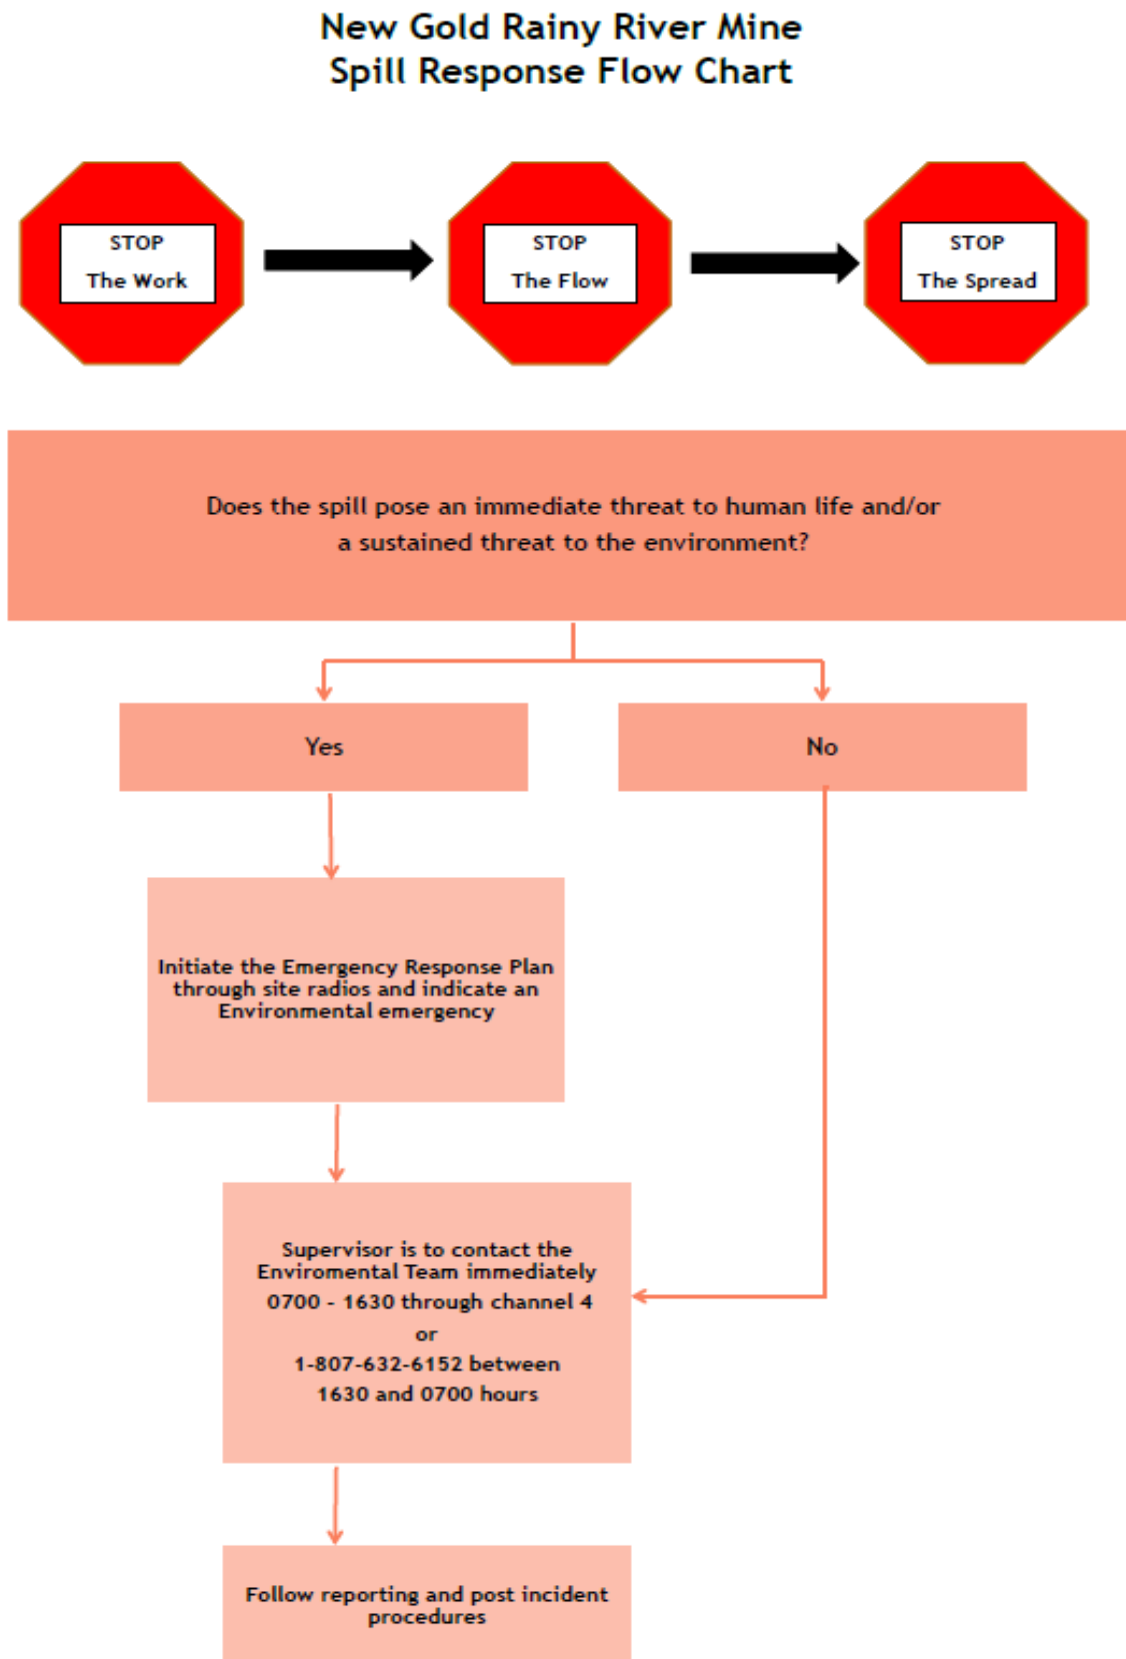 New Gold Rainy River Mine
Spill Response Flow Chart
STOP
The Work
STOP
The Flow
STOP
The Spread
Does the spill pose an immediate threat to human life and/or
a sustained threat to the environment?
Yes
No
Initiate the Emergency Response Plan
through site radios and indicate an
Environmental emergency
Supervisor is to contact the
Enviromental Team immediately
0700 - 1630 through channel 4
or
1-807-632-6152 between
1630 and 0700 hours
Follow reporting and post incident
procedures